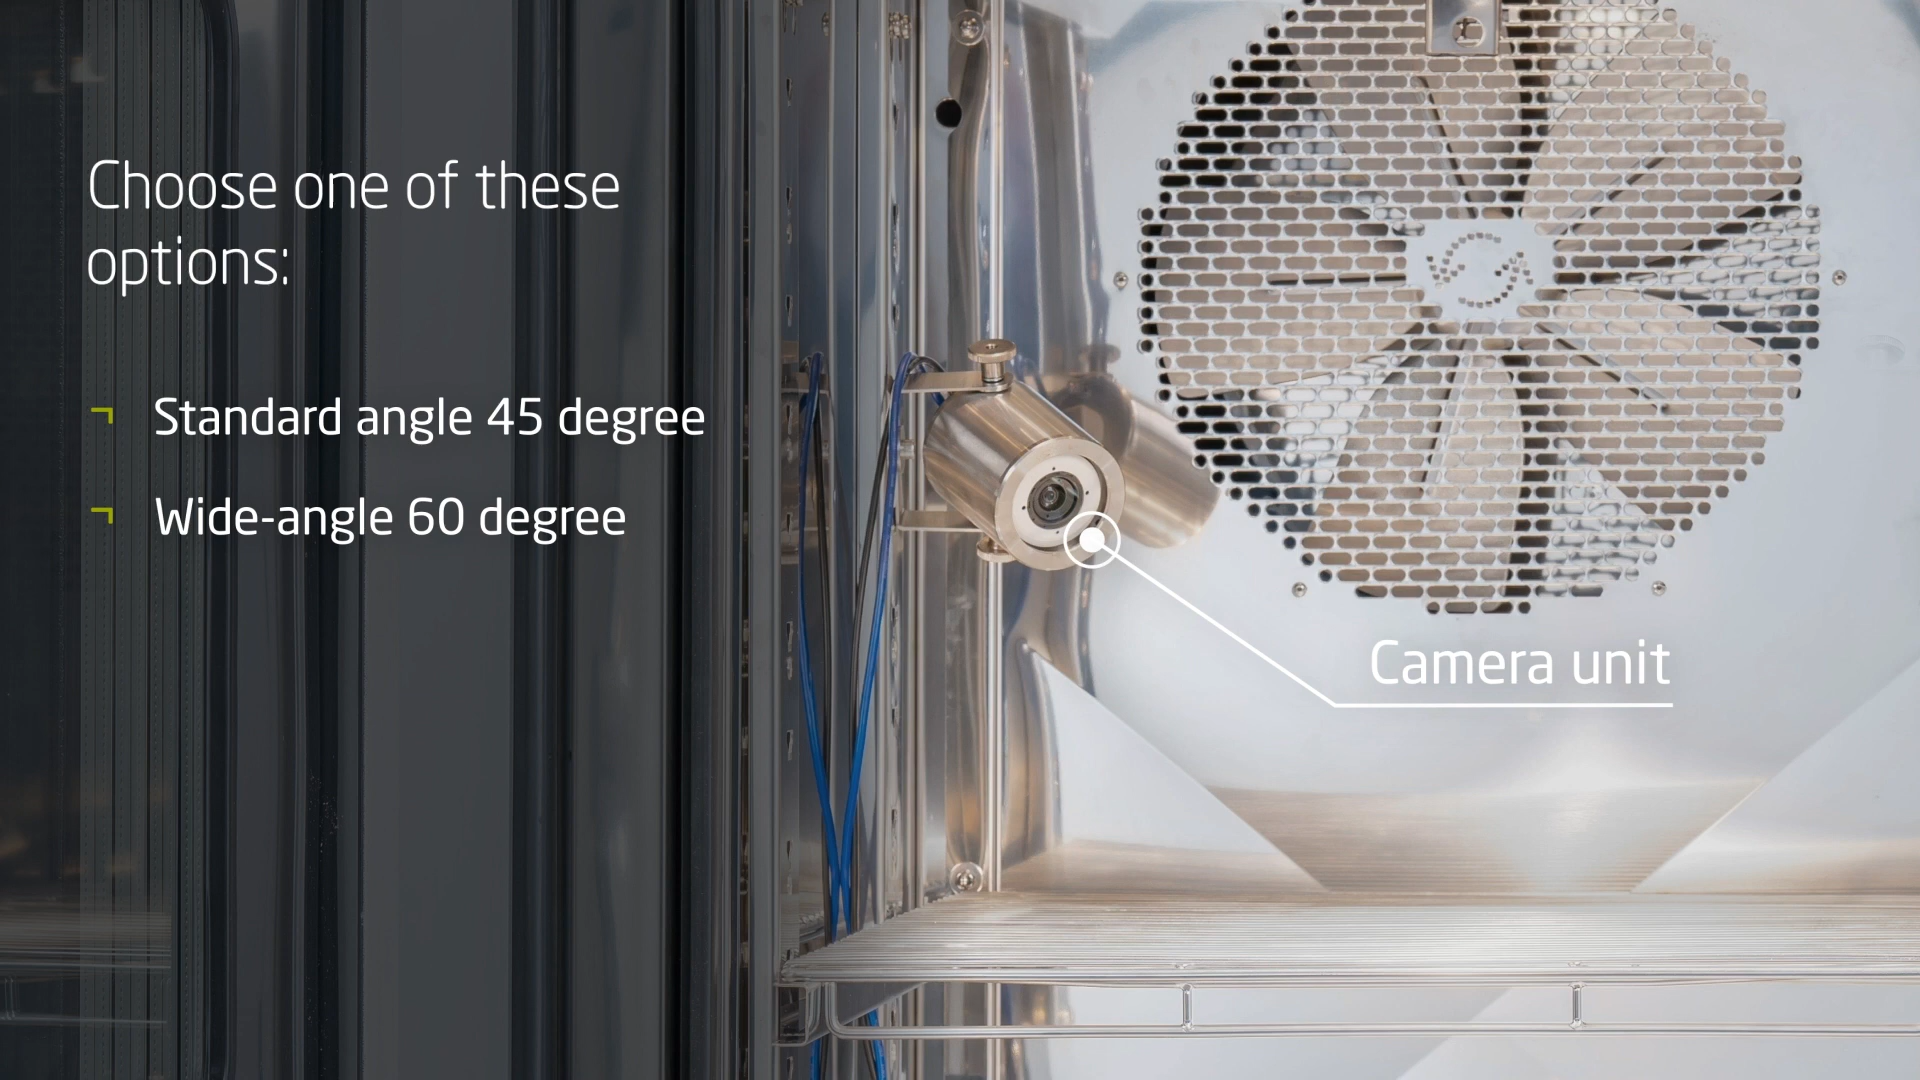 Choose one of these
options:
Standard angle 45 degree
Wide-angle 60 degree
Camera unit